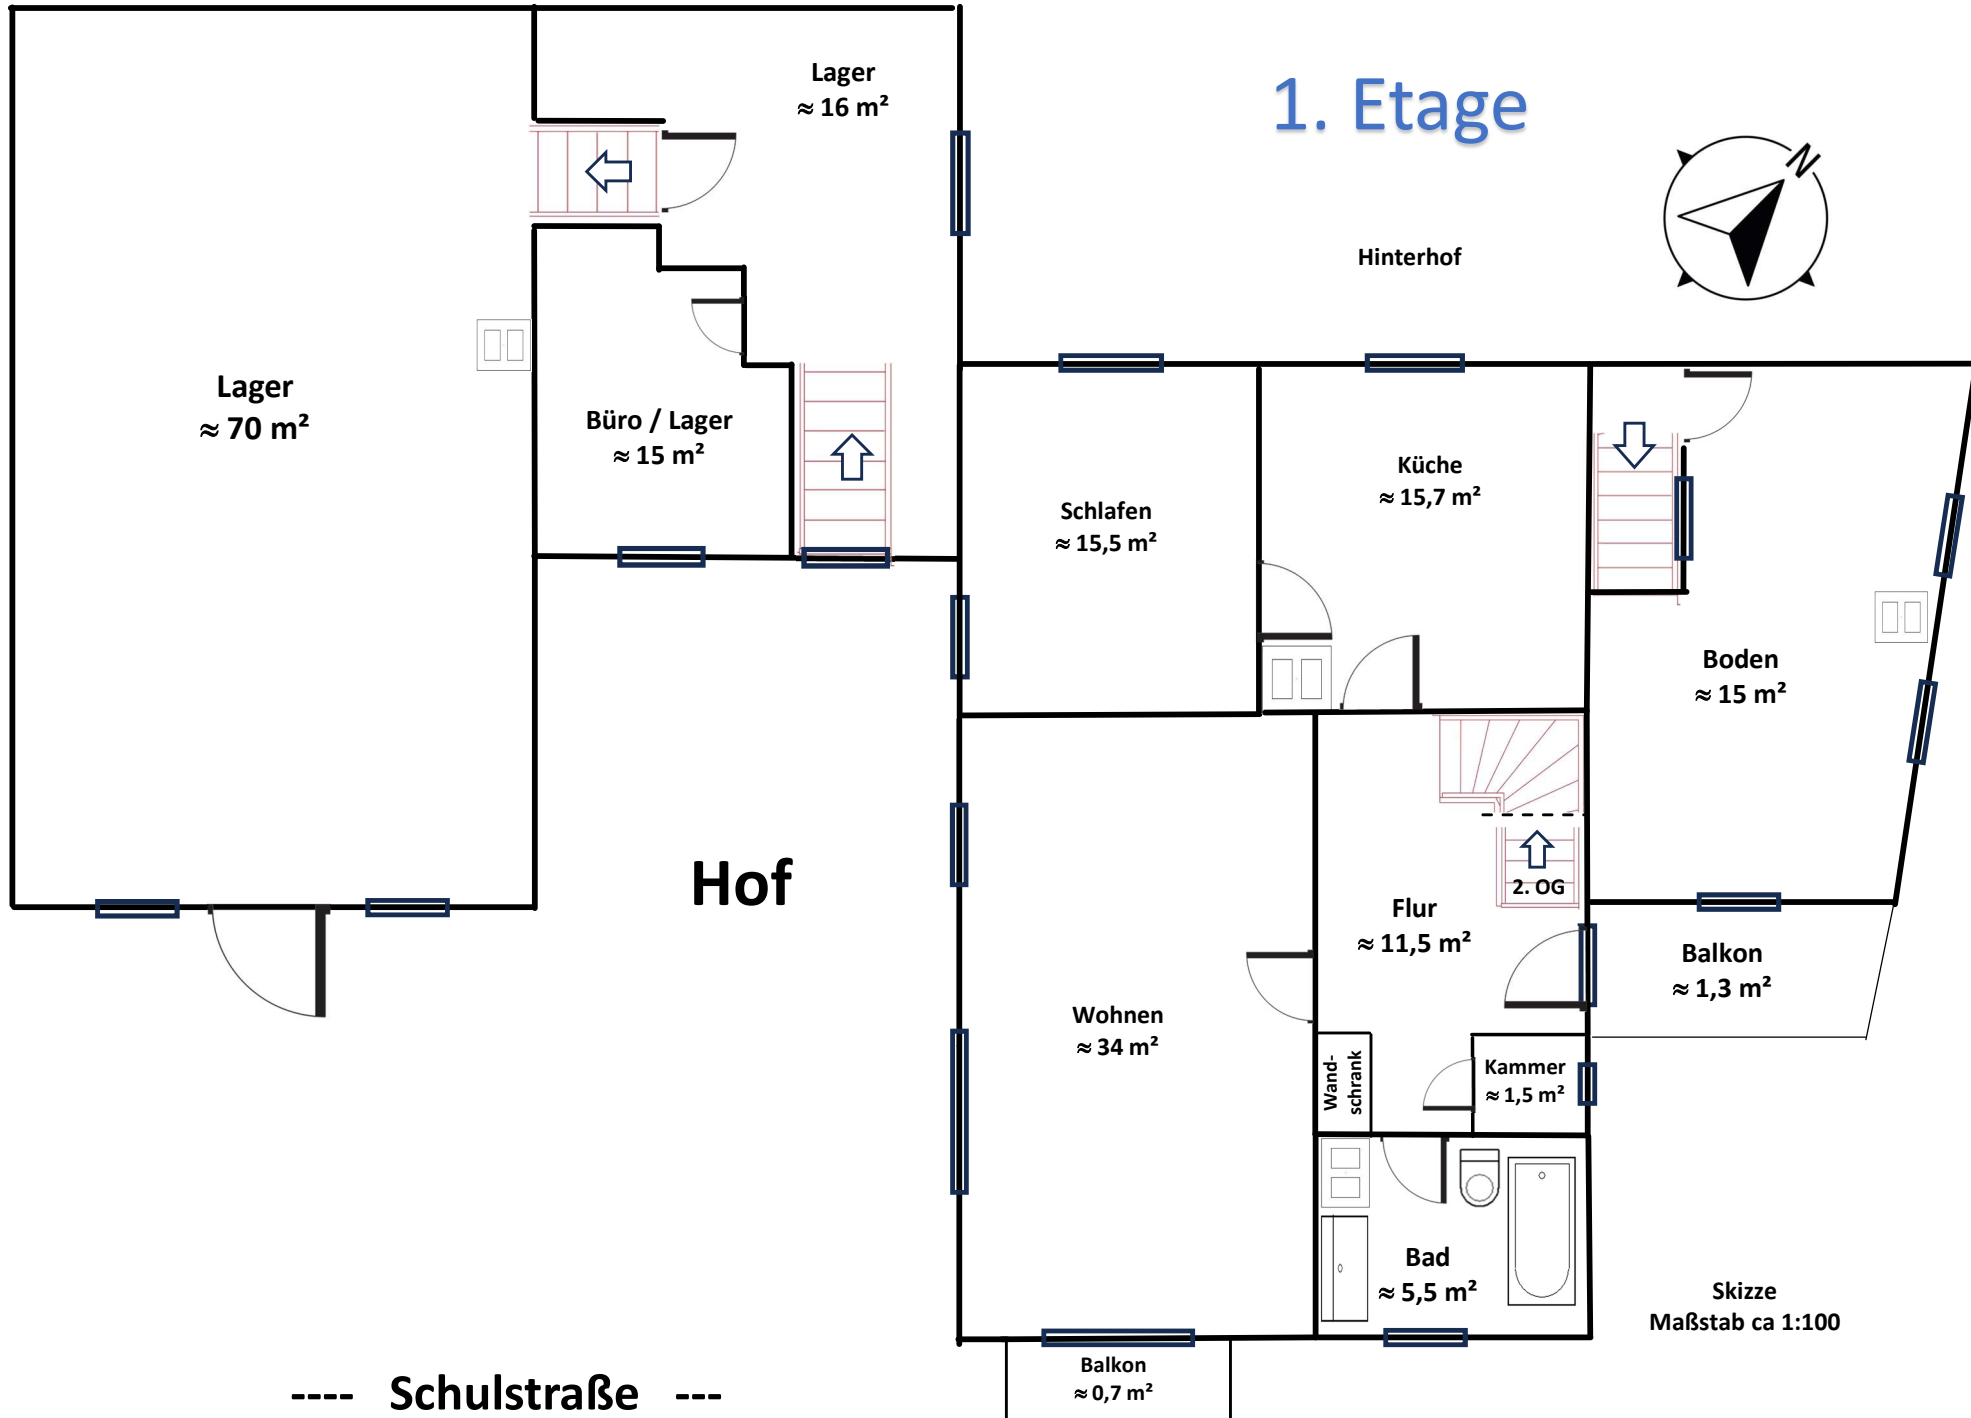 1. Etage
Lager
≈ 16 m²
N
Hinterhof
Lager
≈ 70 m²
Büro / Lager
≈ 15 m²
Küche
≈ 15,7 m²
Schlafen
≈ 15,5 m²
Boden
≈ 15 m²
Hof
2. OG
Flur
≈ 11,5 m²
Balkon
≈ 1,3 m²
Wohnen
≈ 34 m²
Wand-
schrank
Kammer
≈ 1,5 m²
Bad
≈ 5,5 m²
Skizze
Maßstab ca 1:100
Balkon
≈ 0,7 m²
---- Schulstraße ---